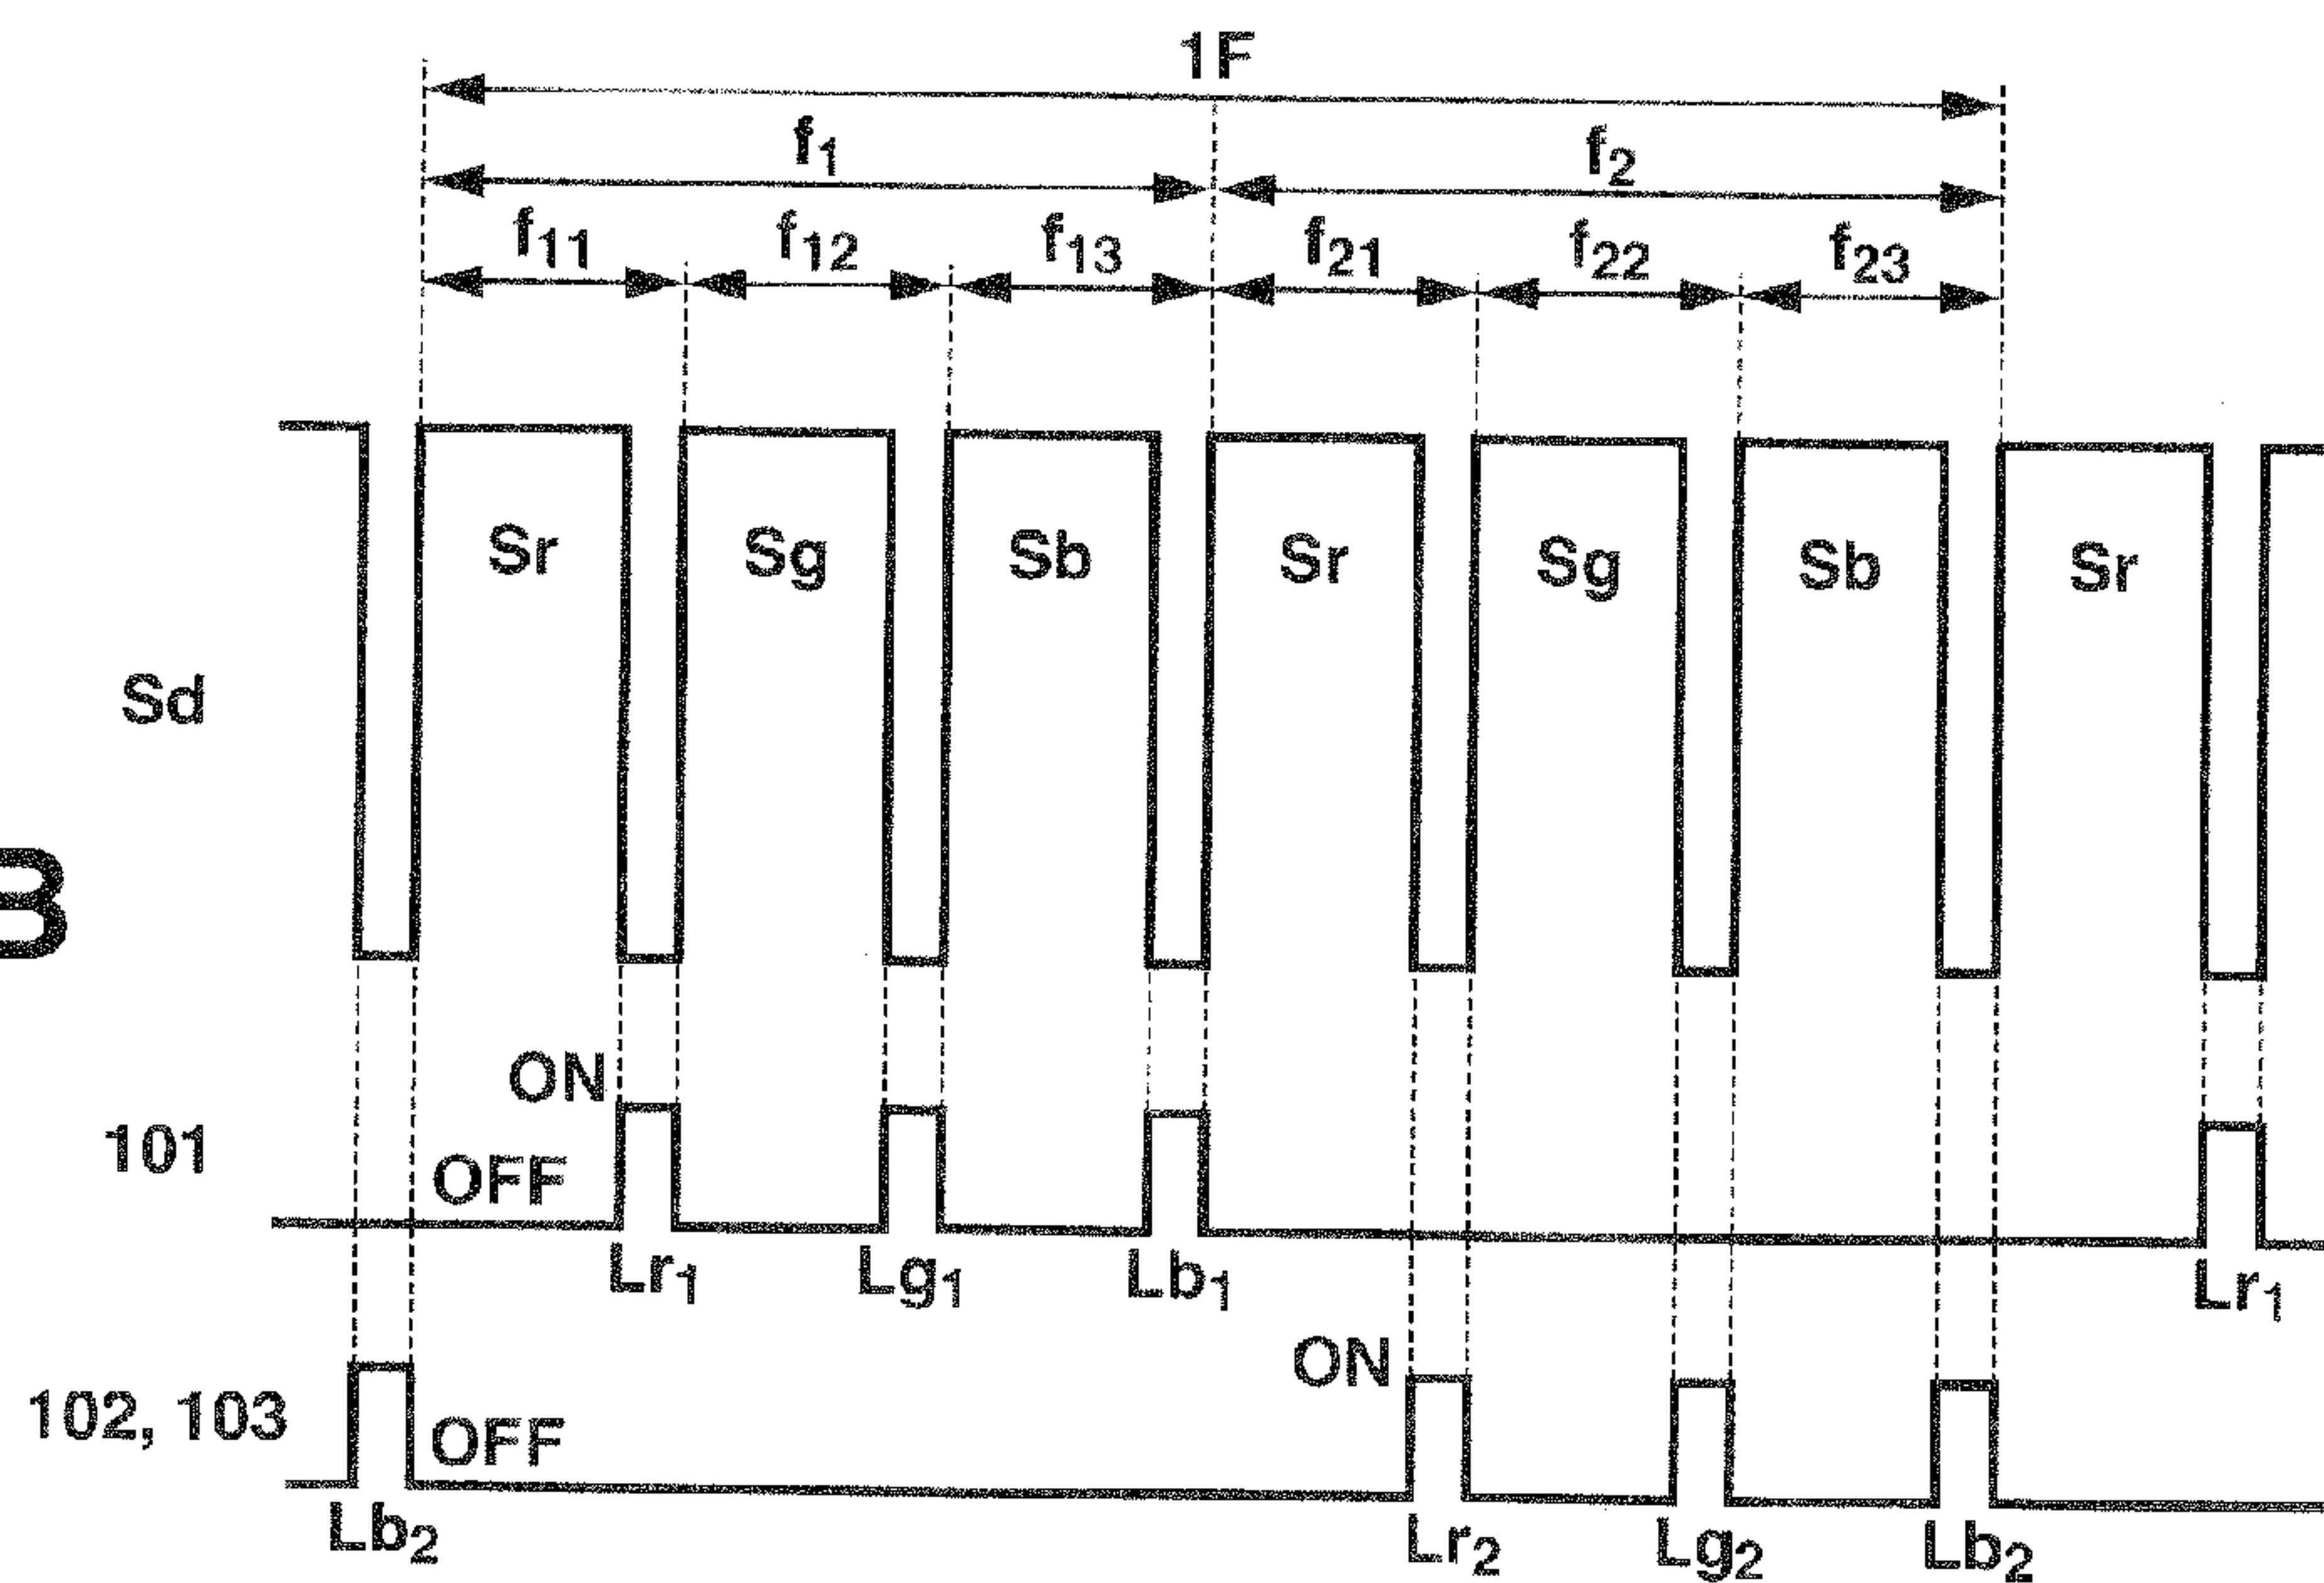 1F
f1 f2
f11 f12 f13 f21 f22 f23
Sr Sg Sb Sr Sg Sb Sr
Sd
B
ON
101
OFF
Lr1 Lg1 Lb1 Lr1
ON
102, 103
OFF
Lb2 Lr2 Lg2 Lb2